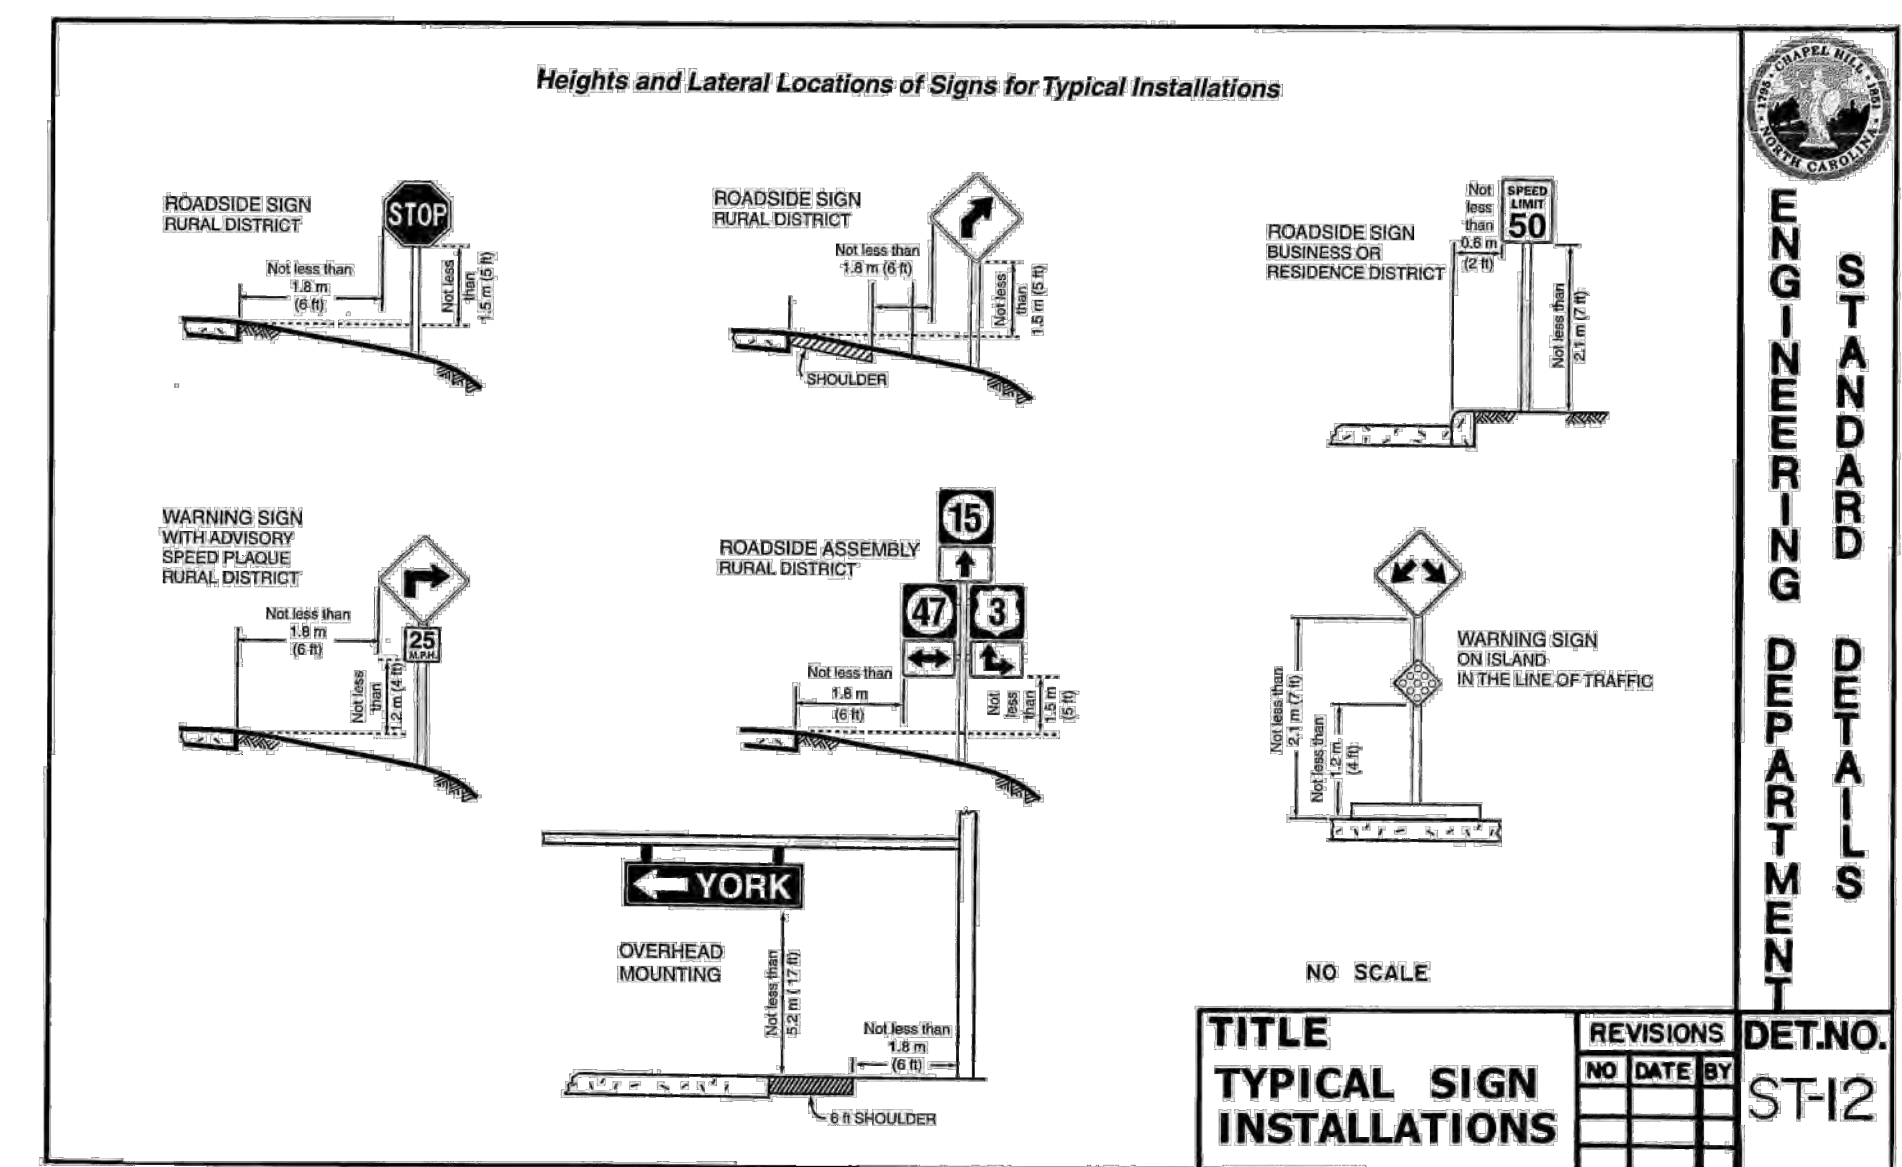 Heights and Lateral Locations of Signs for Typical Installations
ROADSIDE SIGN
RURAL DISTRICT
STOP
Not less than
1.8 m
(6 ft)
Not less
than
1.5 m (5 ft)
ROADSIDE SIGN
RURAL DISTRICT
Not less than
1.8 m (6 ft)
Not less
than
1.5 m (5 ft)
SHOULDER
ROADSIDE SIGN
BUSINESS OR
RESIDENCE DISTRICT
Not
less
than
0.6 m
(2 ft)
SPEED
LIMIT
50
Not less than
2.1 m (7 ft)
WARNING SIGN
WITH ADVISORY
SPEED PLAQUE
RURAL DISTRICT
Not less than
1.8 m
(6 ft)
25
M.P.H.
Not less
than
1.2 m (4 ft)
ROADSIDE ASSEMBLY
RURAL DISTRICT
15
47
3
Not less than
1.8 m
(6 ft)
Not
less
than
1.5 m
(5 ft)
WARNING SIGN
ON ISLAND
IN THE LINE OF TRAFFIC
Not less than
2.1 m (7 ft)
Not less than
1.2 m
(4 ft)
YORK
OVERHEAD
MOUNTING
Not less than
5.2 m ( 17 ft)
Not less than
1.8 m
(6 ft)
6 ft SHOULDER
NO SCALE
TITLE
TYPICAL SIGN
INSTALLATIONS
REVISIONS
NO DATE BY
CHAPEL HILL
1793 1851
NORTH CAROLINA
ENGINEERING DEPARTMENT
STANDARD DETAILS
DET.NO.
ST-12